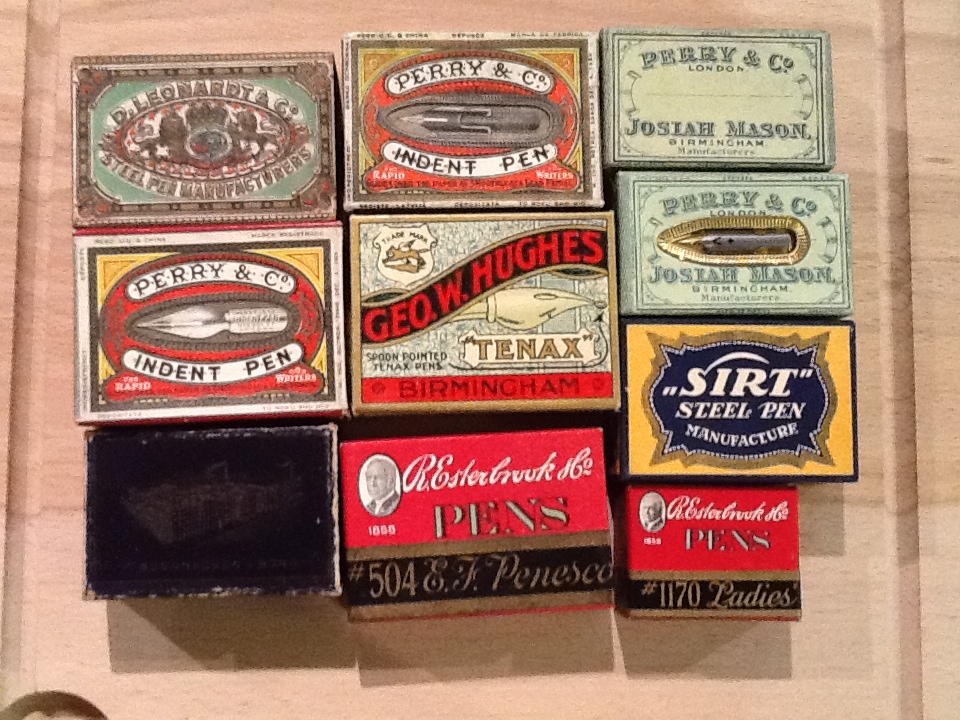 D. LEONARDT & Co
STEEL PEN MANUFACTURERS
PERRY & Co
INDENT PEN
RAPID
WRITERS
PERRY & Co
LONDON.
JOSIAH MASON.
BIRMINGHAM
Manufacturers
PERRY & Co
INDENT PEN
FOR RAPID
WRITERS
TRADE MARK
GEO. W. HUGHES
SPOON POINTED
TENAX PENS
"TENAX"
BIRMINGHAM
PERRY & Co
LONDON
JOSIAH MASON.
BIRMINGHAM.
Manufacturers
„SIRT"
STEEL PEN
MANUFACTURE
R. Esterbrook & Co
1858
PENS
#504 E.F. Penesco
R. Esterbrook & Co
1858
PENS
#1170 Ladies'